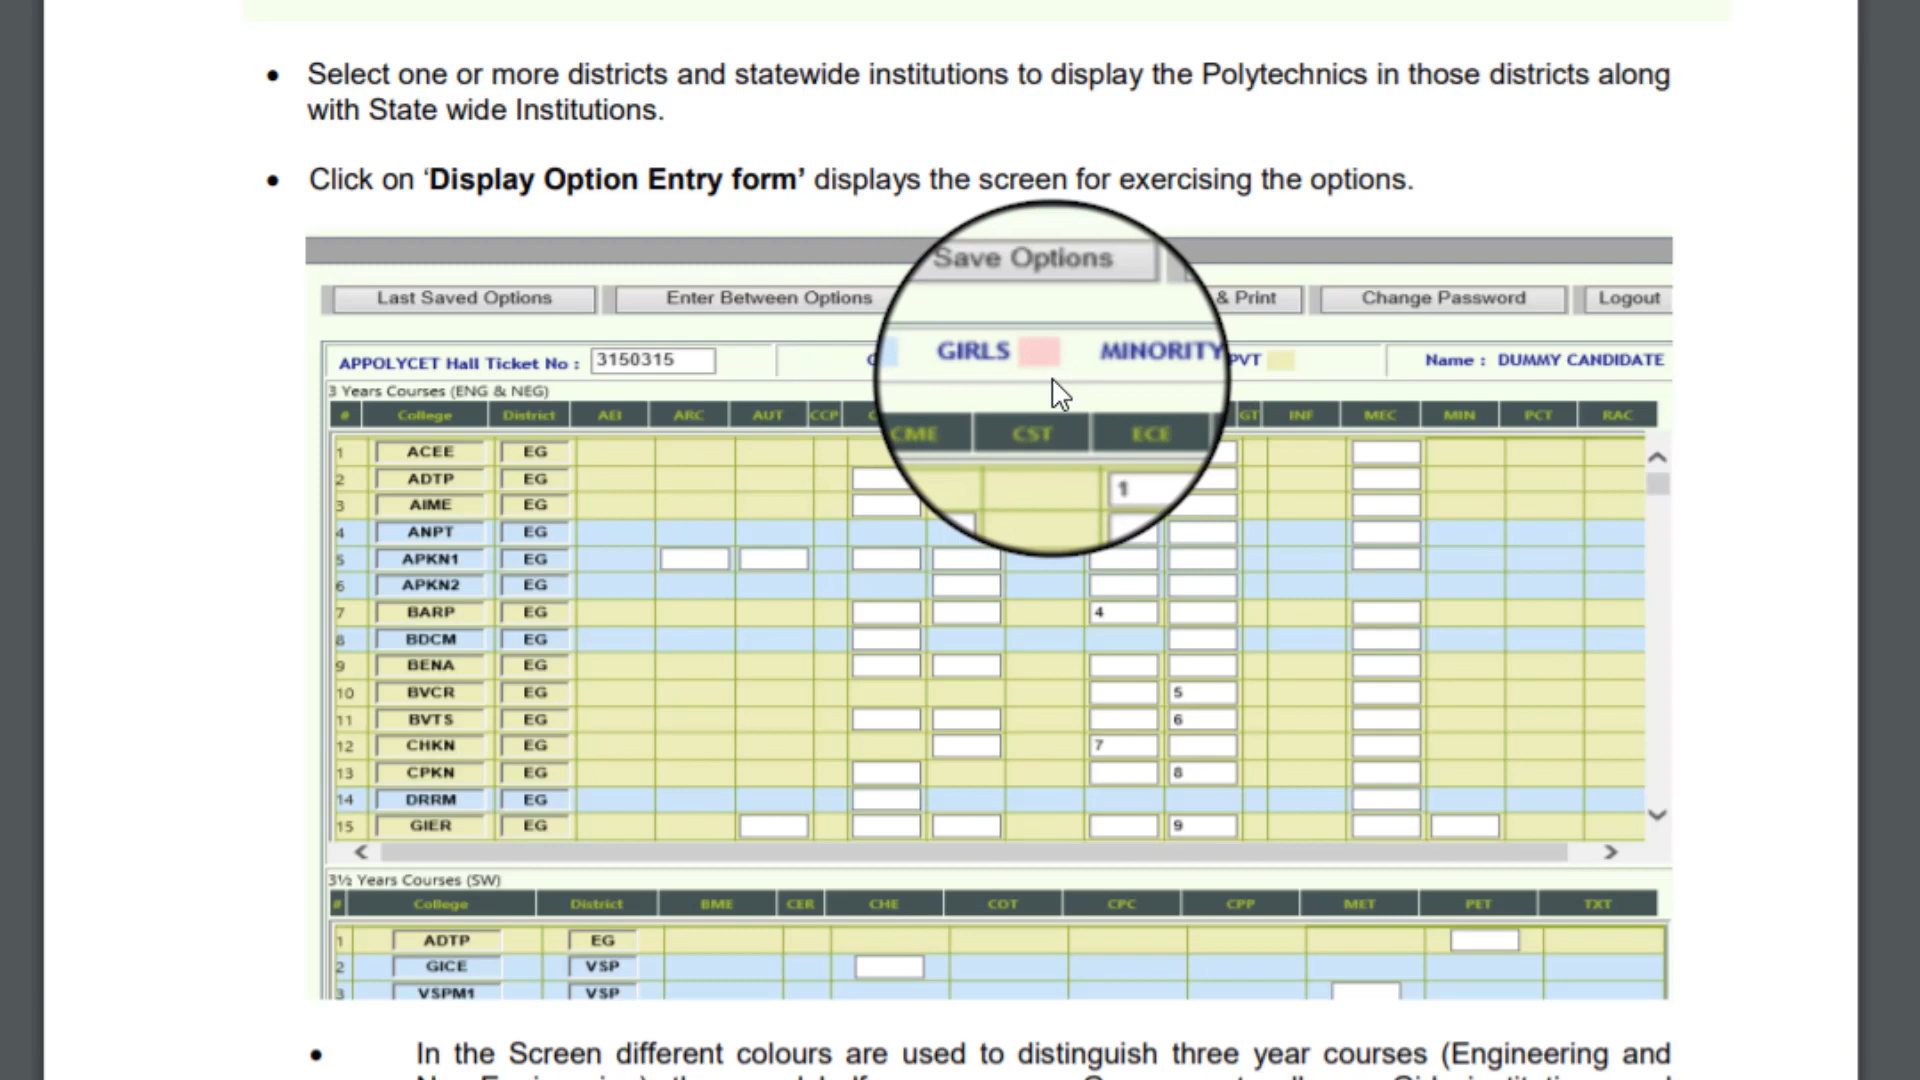 • Select one or more districts and statewide institutions to display the Polytechnics in those districts along
with State wide Institutions.
• Click on ‘Display Option Entry form’ displays the screen for exercising the options.
Last Saved Options Enter Between Options Save Options & Print Change Password Logout
APPOLYCET Hall Ticket No : 3150315 GIRLS MINORITY PVT Name : DUMMY CANDIDATE
3 Years Courses (ENG & NEG)
# College District AEI ARC AUT CCP CME CST ECE GT INF MEC MIN PCT RAC
1 ACEE EG 1
2 ADTP EG
3 AIME EG
4 ANPT EG
5 APKN1 EG
6 APKN2 EG
7 BARP EG 4
8 BDCM EG
9 BENA EG
10 BVCR EG 5
11 BVTS EG 6
12 CHKN EG 7
13 CPKN EG 8
14 DRRM EG
15 GIER EG 9
3½ Years Courses (SW)
# College District BME CER CHE COT CPC CPP MET PET TXT
1 ADTP EG
2 GICE VSP
3 VSPM1 VSP
• In the Screen different colours are used to distinguish three year courses (Engineering and